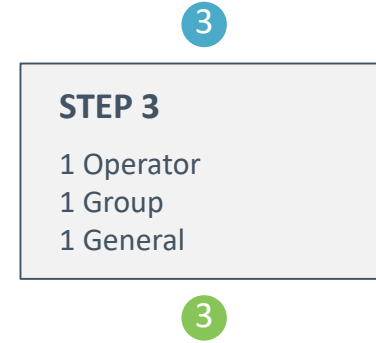 3
STEP 3
1 Operator
1 Group
1 General
3